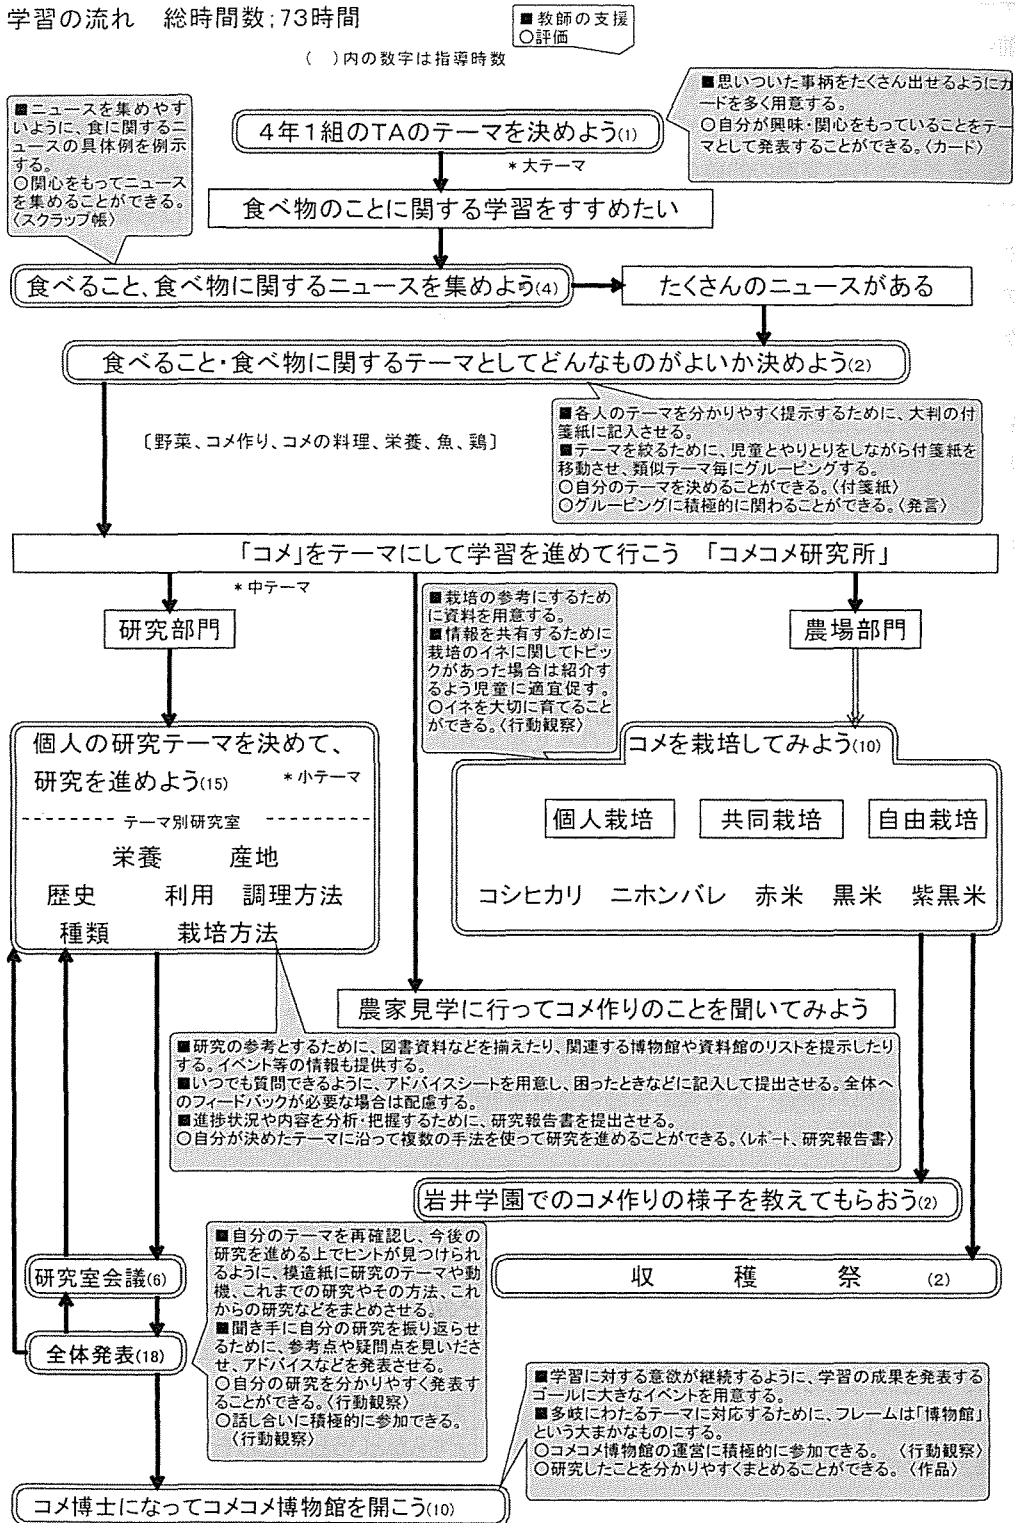 学習の流れ 総時間数;73時間
■教師の支援
○評価
( )内の数字は指導時数
■思いついた事柄をたくさん出せるようにカ
ードを多く用意する。
○自分が興味・関心をもっていることをテー
マとして発表することができる。〈カード〉
■ニュースを集めやす
いように、食に関するニ
ュースの具体例を例示
する。
○関心をもってニュース
を集めることができる。
〈スクラップ帳〉
4年1組のTAのテーマを決めよう(1)
*大テーマ
食べ物のことに関する学習をすすめたい
食べること、食べ物に関するニュースを集めよう(4)
たくさんのニュースがある
食べること・食べ物に関するテーマとしてどんなものがよいか決めよう(2)
■各人のテーマを分かりやすく提示するために、大判の付
箋紙に記入させる。
■テーマを絞るために、児童とやりとりをしながら付箋紙を
移動させ、類似テーマ毎にグルーピングする。
○自分のテーマを決めることができる。〈付箋紙〉
○グルーピングに積極的に関わることができる。〈発言〉
〔野菜、コメ作り、コメの料理、栄養、魚、鶏〕
「コメ」をテーマにして学習を進めて行こう 「コメコメ研究所」
*中テーマ
研究部門
■栽培の参考にするため
に資料を用意する。
■情報を共有するために
栽培のイネに関してトピッ
クがあった場合は紹介す
るよう児童に適宜促す。
○イネを大切に育てること
ができる。〈行動観察〉
農場部門
個人の研究テーマを決めて、
研究を進めよう(15) *小テーマ
テーマ別研究室
栄養 産地
歴史 利用 調理方法
種類 栽培方法
コメを栽培してみよう(10)
個人栽培 共同栽培 自由栽培
コシヒカリ ニホンバレ 赤米 黒米 紫黒米
農家見学に行ってコメ作りのことを聞いてみよう
■研究の参考とするために、図書資料などを揃えたり、関連する博物館や資料館のリストを提示したり
する。イベント等の情報も提供する。
■いつでも質問できるように、アドバイスシートを用意し、困ったときなどに記入して提出させる。全体へ
のフィードバックが必要な場合は配慮する。
■進捗状況や内容を分析・把握するために、研究報告書を提出させる。
○自分が決めたテーマに沿って複数の手法を使って研究を進めることができる。〈レポート、研究報告書〉
岩井学園でのコメ作りの様子を教えてもらおう(2)
収 穫 祭 (2)
研究室会議(6)
全体発表(18)
■自分のテーマを再確認し、今後の
研究を進める上でヒントが見つけられ
るように、模造紙に研究のテーマや動
機、これまでの研究やその方法、これ
からの研究などをまとめさせる。
■聞き手に自分の研究を振り返らせ
るために、参考点や疑問点を見いださ
せ、アドバイスなどを発表させる。
○自分の研究を分かりやすく発表す
ることができる。〈行動観察〉
○話し合いに積極的に参加できる。
〈行動観察〉
■学習に対する意欲が継続するように、学習の成果を発表する
ゴールに大きなイベントを用意する。
■多岐にわたるテーマに対応するために、フレームは「博物館」
という大まかなものにする。
○コメコメ博物館の運営に積極的に参加できる。 〈行動観察〉
○研究したことを分かりやすくまとめることができる。〈作品〉
コメ博士になってコメコメ博物館を開こう(10)